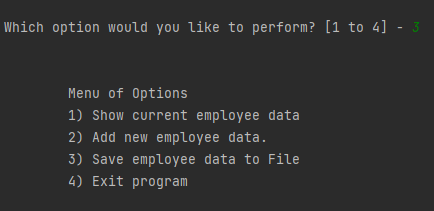 Which option would you like to perform? [1 to 4] - 3
Menu of Options
1) Show current employee data
2) Add new employee data.
3) Save employee data to File
4) Exit program